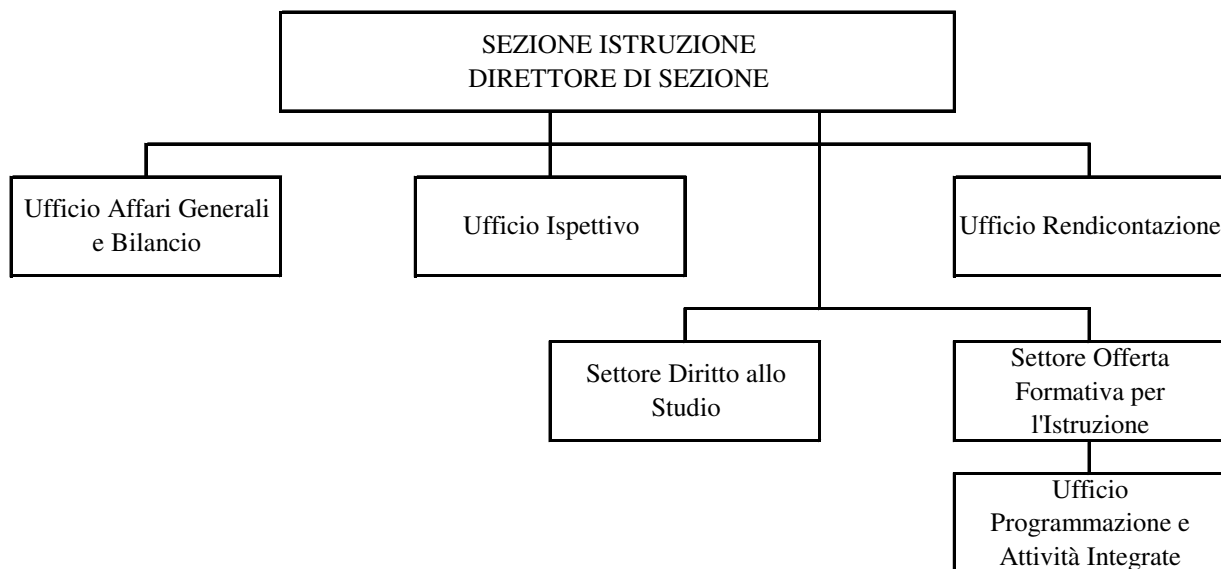 SEZIONE ISTRUZIONE
DIRETTORE DI SEZIONE
Ufficio Affari Generali
e Bilancio
Ufficio Ispettivo
Ufficio Rendicontazione
Settore Diritto allo
Studio
Settore Offerta
Formativa per
l'Istruzione
Ufficio
Programmazione e
Attività Integrate